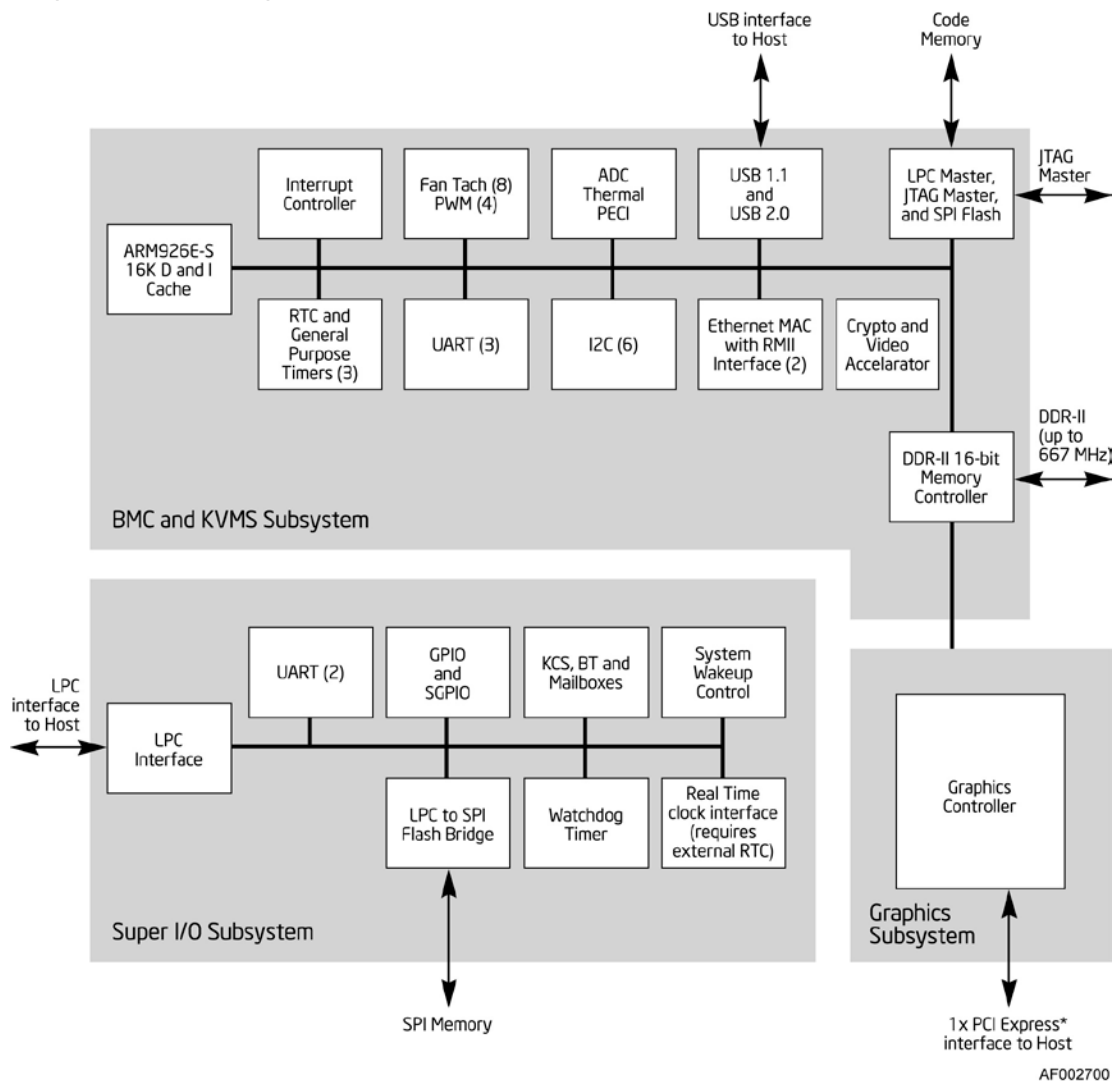 USB interface
to Host
Code
Memory
Interrupt
Controller
Fan Tach (8)
PWM (4)
ADC
Thermal
PECI
USB 1.1
and
USB 2.0
LPC Master,
JTAG Master,
and SPI Flash
JTAG
Master
ARM926E-S
16K D and I
Cache
RTC and
General
Purpose
Timers (3)
UART (3)
I2C (6)
Ethernet MAC
with RMII
Interface (2)
Crypto and
Video
Accelarator
DDR-II 16-bit
Memory
Controller
DDR-II
(up to
667 MHz)
BMC and KVMS Subsystem
UART (2)
GPIO
and
SGPIO
KCS, BT and
Mailboxes
System
Wakeup
Control
LPC
interface
to Host
LPC
Interface
LPC to SPI
Flash Bridge
Watchdog
Timer
Real Time
clock interface
(requires
external RTC)
Super I/O Subsystem
SPI Memory
Graphics
Controller
Graphics
Subsystem
1x PCI Express*
interface to Host
AF002700